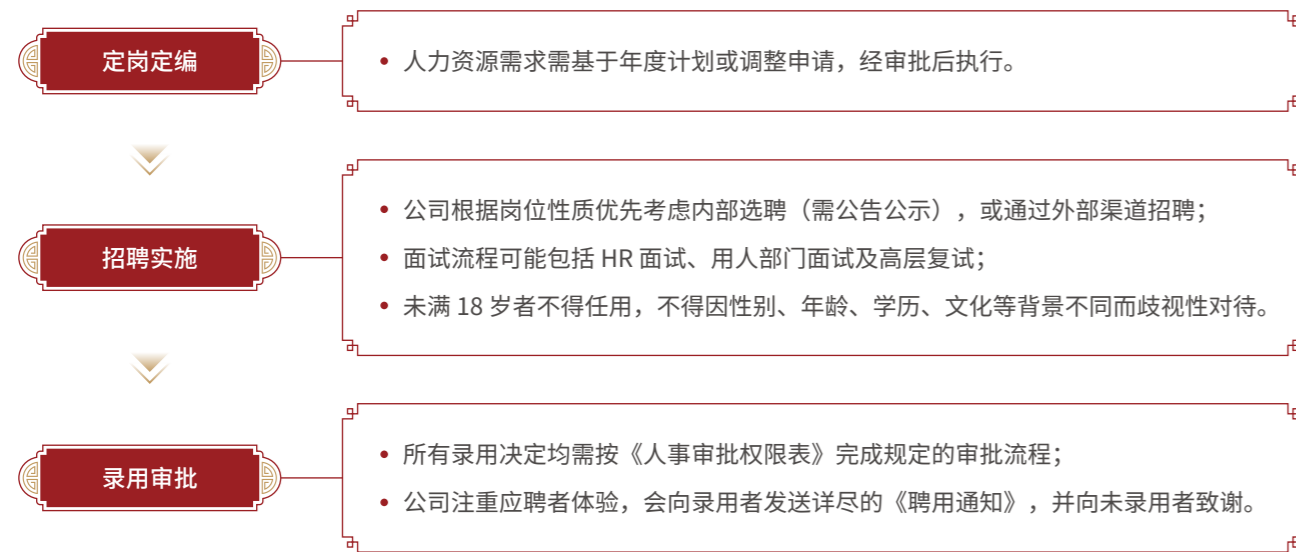 定岗定编
人力资源需求需基于年度计划或调整申请，经审批后执行。
招聘实施
公司根据岗位性质优先考虑内部选聘（需公告公示），或通过外部渠道招聘；
面试流程可能包括 HR 面试、用人部门面试及高层复试；
未满 18 岁者不得任用，不得因性别、年龄、学历、文化等背景不同而歧视性对待。
录用审批
所有录用决定均需按《人事审批权限表》完成规定的审批流程；
公司注重应聘者体验，会向录用者发送详尽的《聘用通知》，并向未录用者致谢。